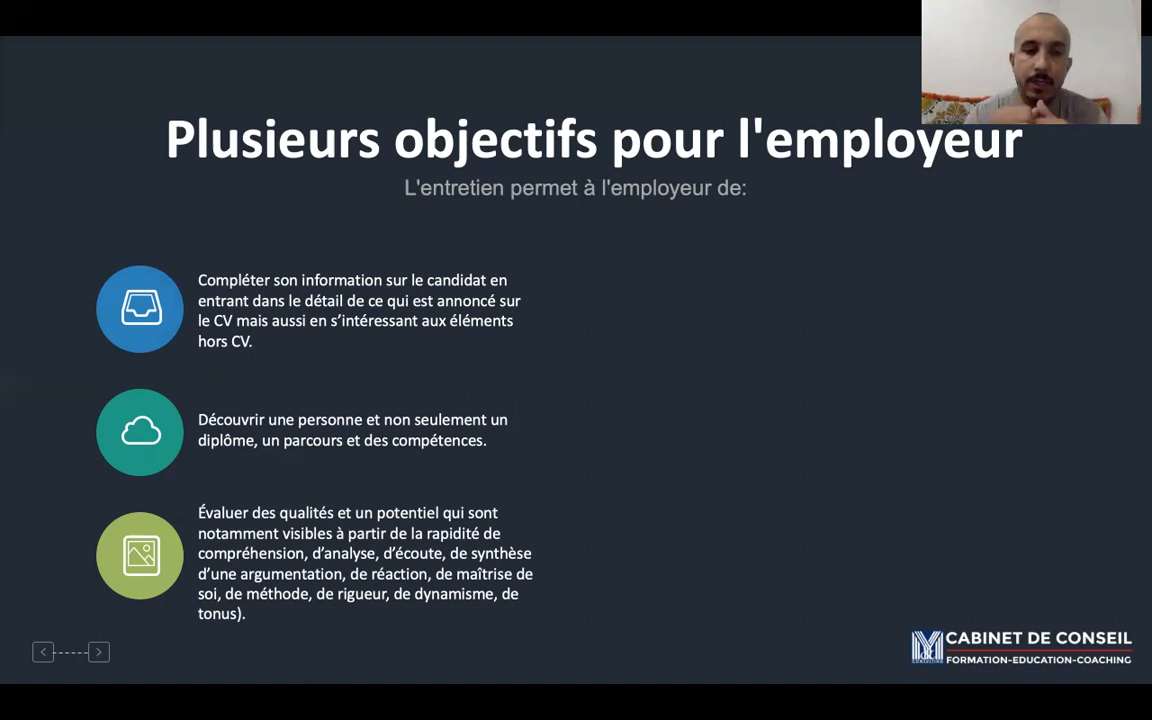 Plusieurs objectifs pour l'employeur
L'entretien permet à l'employeur de:
Compléter son information sur le candidat en
entrant dans le détail de ce qui est annoncé sur
le CV mais aussi en s’intéressant aux éléments
hors CV.
Découvrir une personne et non seulement un
diplôme, un parcours et des compétences.
Évaluer des qualités et un potentiel qui sont
notamment visibles à partir de la rapidité de
compréhension, d’analyse, d’écoute, de synthèse
d’une argumentation, de réaction, de maîtrise de
soi, de méthode, de rigueur, de dynamisme, de
tonus).
CABINET DE CONSEIL
FORMATION-EDUCATION-COACHING